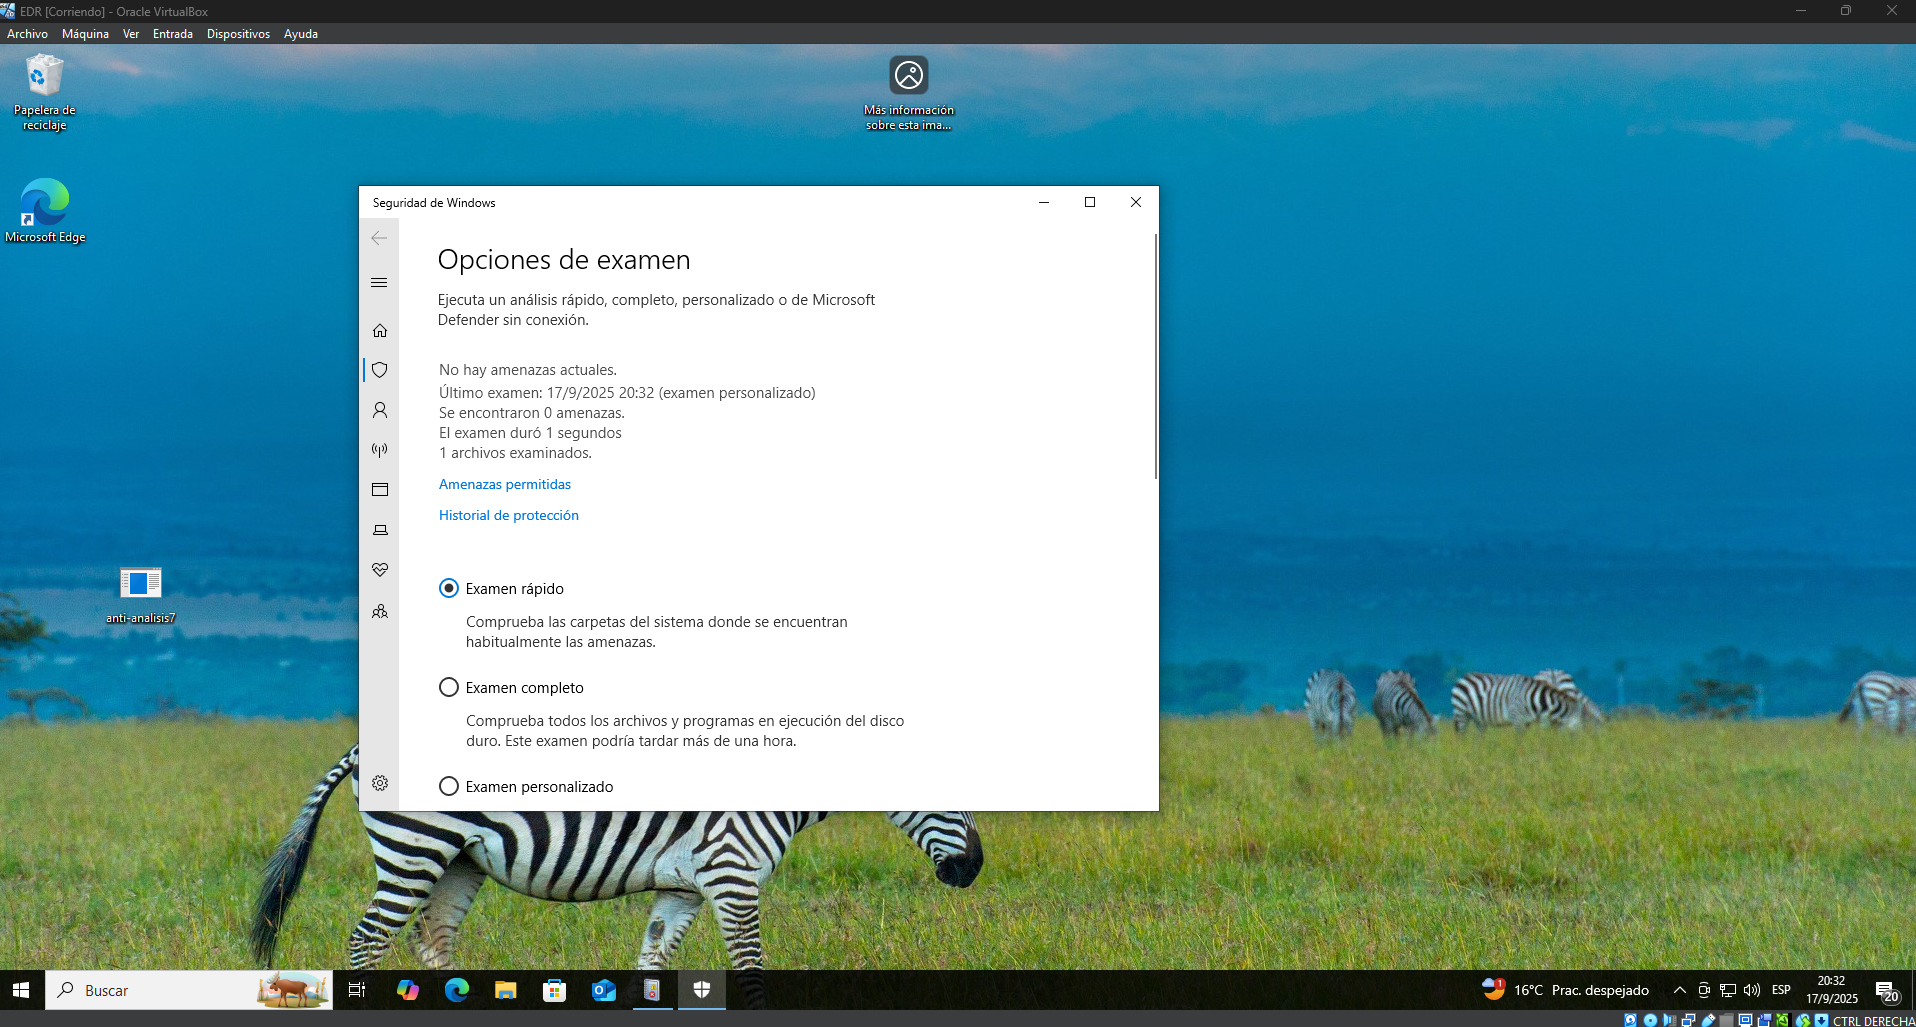 EDR [Corriendo] - Oracle VirtualBox
Archivo Máquina Ver Entrada Dispositivos Ayuda
Papelera de
reciclaje
Más información
sobre esta ima...
Microsoft Edge
Seguridad de Windows
Opciones de examen
Ejecuta un análisis rápido, completo, personalizado o de Microsoft
Defender sin conexión.
No hay amenazas actuales.
Último examen: 17/9/2025 20:32 (examen personalizado)
Se encontraron 0 amenazas.
El examen duró 1 segundos
1 archivos examinados.
Amenazas permitidas
Historial de protección
Examen rápido
Comprueba las carpetas del sistema donde se encuentran
habitualmente las amenazas.
anti-analisis7
Examen completo
Comprueba todos los archivos y programas en ejecución del disco
duro. Este examen podría tardar más de una hora.
Examen personalizado
Buscar
1
16°C Prac. despejado
ESP
20:32
17/9/2025
20
CTRL DERECHA